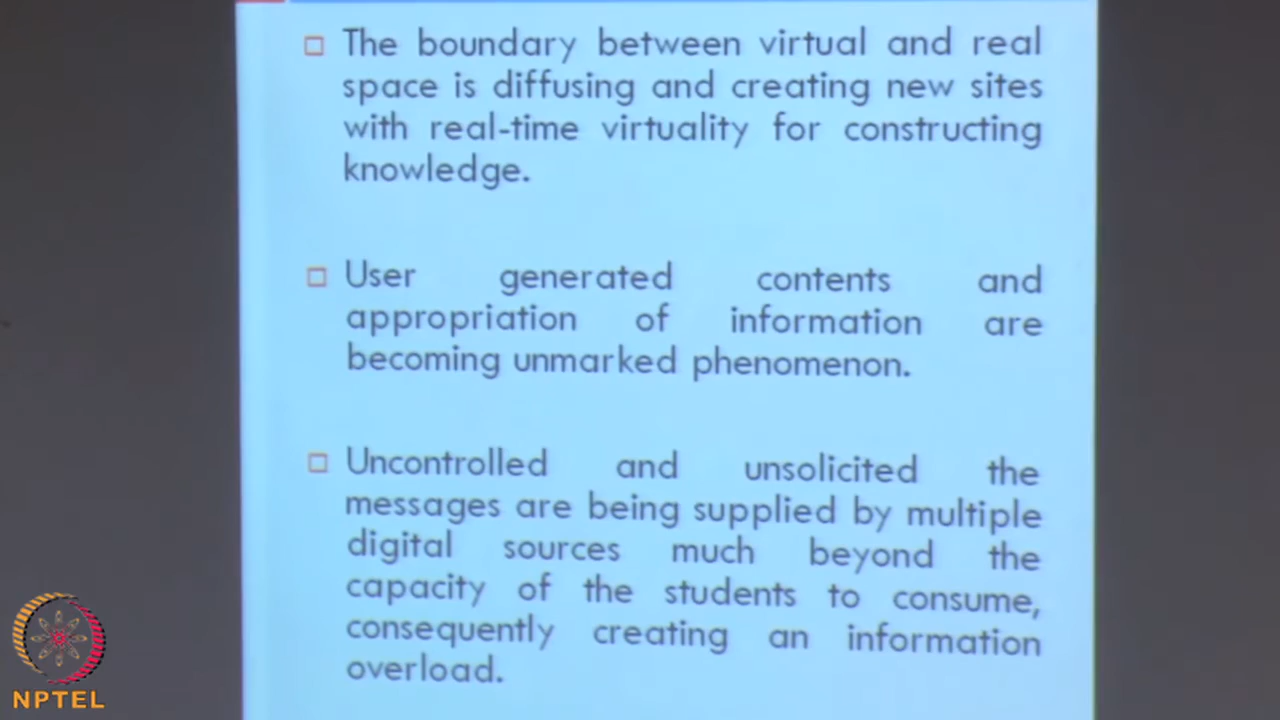 The boundary between virtual and real
space is diffusing and creating new sites
with real-time virtuality for constructing
knowledge.
User generated contents and
appropriation of information are
becoming unmarked phenomenon.
Uncontrolled and unsolicited the
messages are being supplied by multiple
digital sources much beyond the
capacity of the students to consume,
consequently creating an information
overload.
NPTEL